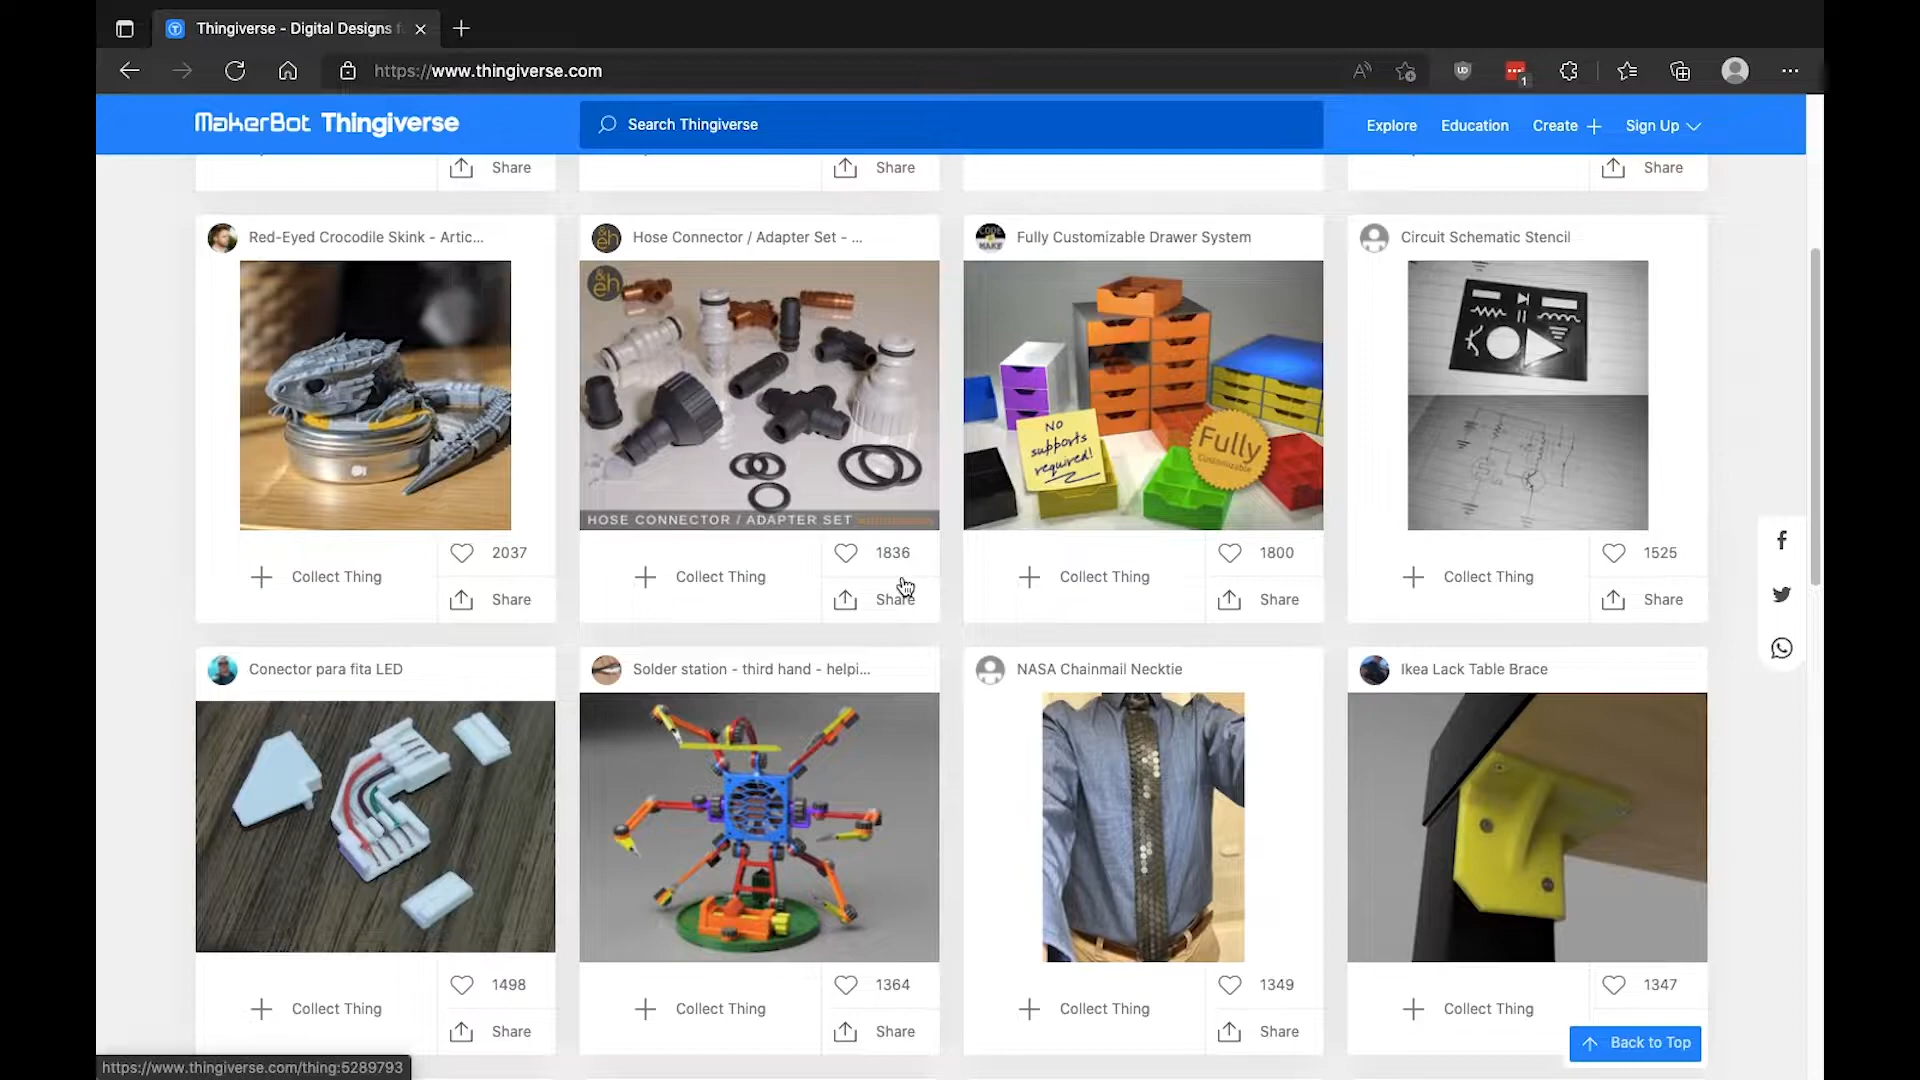 Thingiverse - Digital Designs f
https://www.thingiverse.com
1
MakerBot Thingiverse
Search Thingiverse
Explore
Education
Create
Sign Up
Share
Share
Share
Red-Eyed Crocodile Skink - Artic...
Hose Connector / Adapter Set - ...
Fully Customizable Drawer System
Circuit Schematic Stencil
&
eh
HOSE CONNECTOR / ADAPTER SET
NO
supports
required!
Fully
Customizable
Collect Thing
2037
Share
Collect Thing
1836
Share
Collect Thing
1800
Share
Collect Thing
1525
Share
Conector para fita LED
Solder station - third hand - helpi...
NASA Chainmail Necktie
Ikea Lack Table Brace
Collect Thing
1498
Share
Collect Thing
1364
Share
Collect Thing
1349
Share
Collect Thing
1347
Back to Top
https://www.thingiverse.com/thing:5289793